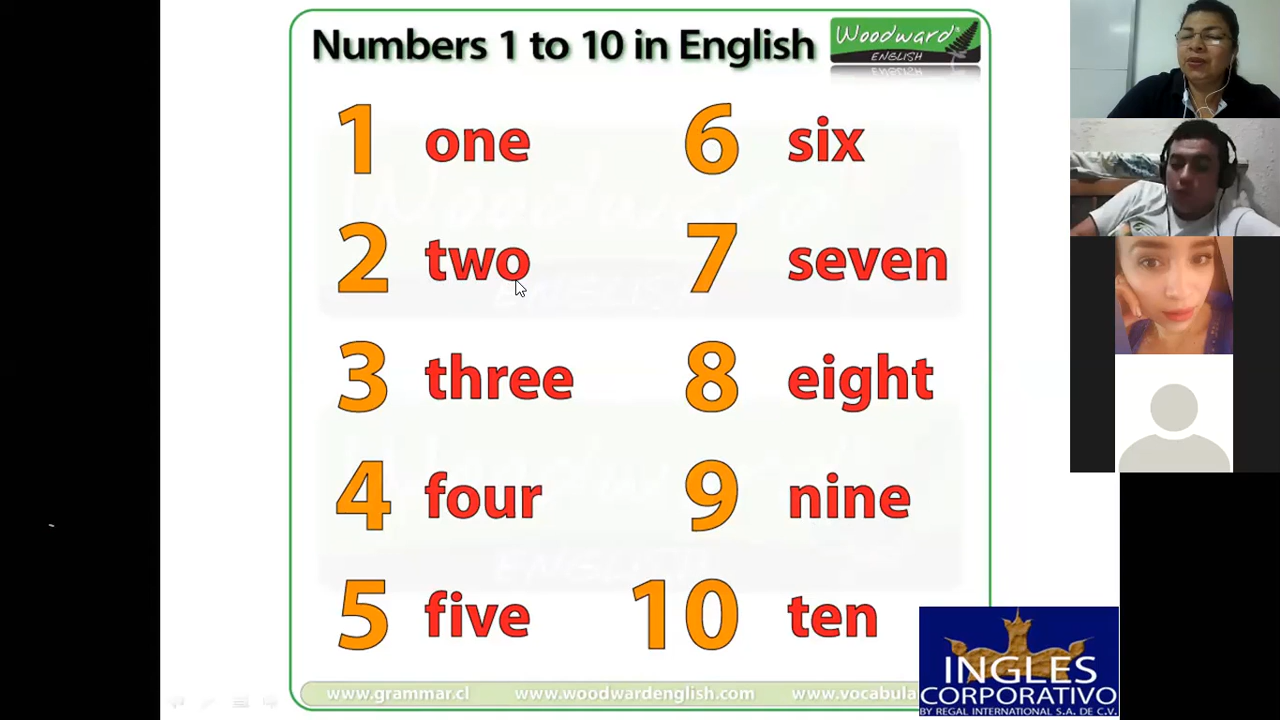 Numbers 1 to 10 in English
Woodward®
ENGLISH
1 one
2 two
3 three
4 four
5 five
6 six
7 seven
8 eight
9 nine
10 ten
www.grammar.cl www.woodwardenglish.com www.vocabula
INGLES
CORPORATIVO
BY REGAL INTERNATIONAL S.A. DE C.V.